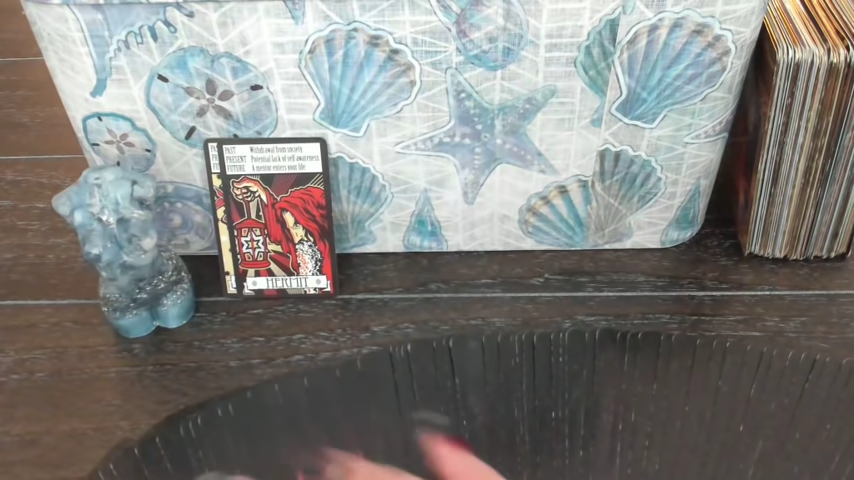 PAST Withdrawal from society
PRESENT Potential lack of self awareness
FUTURE A mentor enters your life
HERMIT